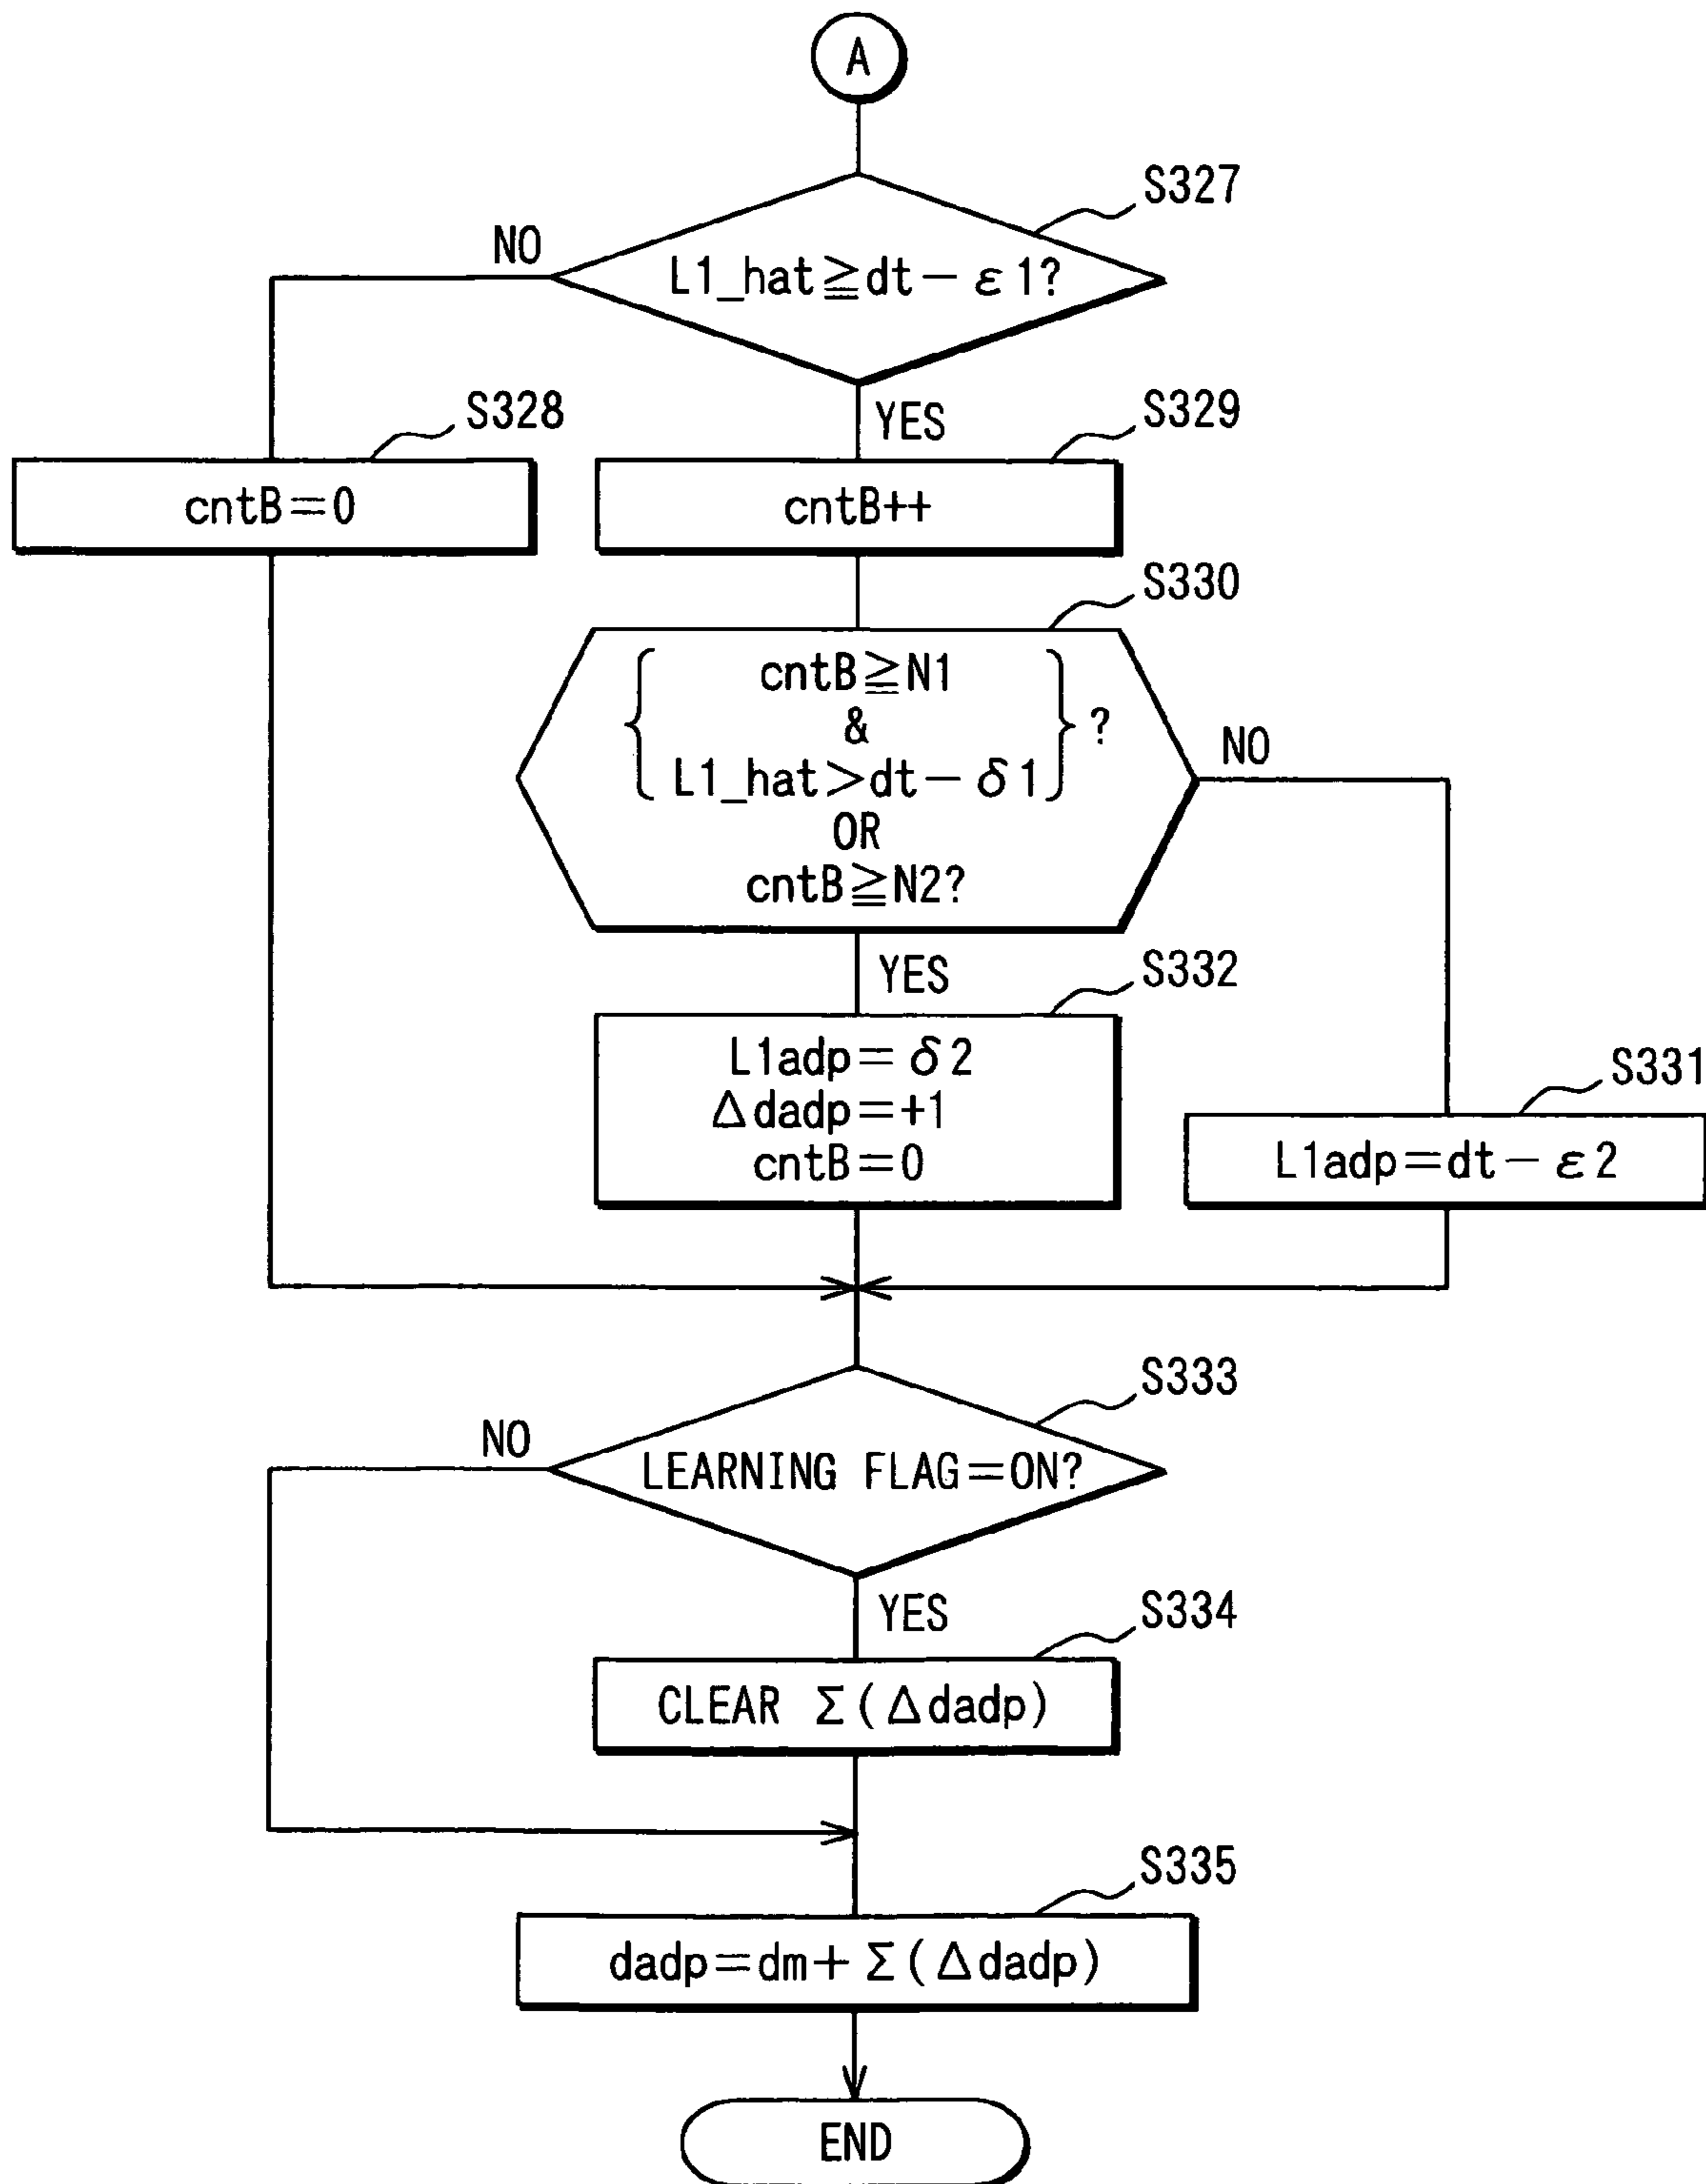 A
S327
NO
L1_hat≧dt−ε1?
S328
YES
S329
cntB=0
cntB++
S330
cntB≧N1
&
L1_hat>dt−δ1
?
NO
OR
cntB≧N2?
YES
S332
L1adp=δ2
Δdadp=+1
cntB=0
S331
L1adp=dt−ε2
S333
NO
LEARNING FLAG=ON?
YES
S334
CLEAR Σ(Δdadp)
S335
dadp=dm+Σ(Δdadp)
END